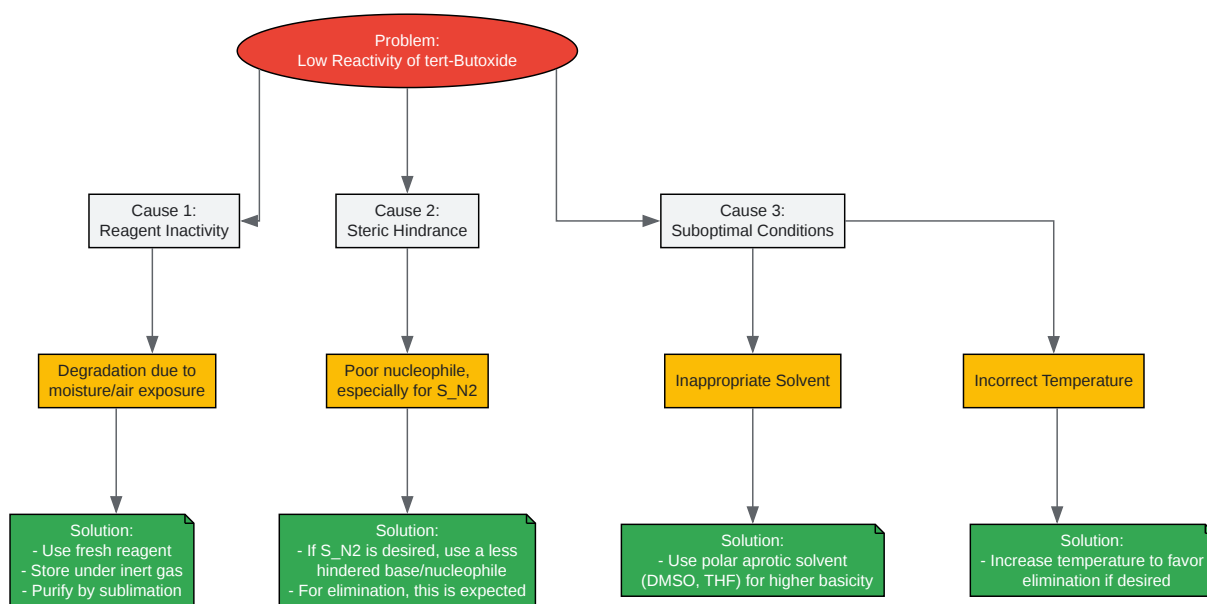 Problem:
Low Reactivity of tert-Butoxide
Cause 1:
Reagent Inactivity
Cause 2:
Steric Hindrance
Cause 3:
Suboptimal Conditions
Degradation due to
moisture/air exposure
Poor nucleophile,
especially for S_N2
Inappropriate Solvent
Incorrect Temperature
Solution:
- Use fresh reagent
- Store under inert gas
- Purify by sublimation
Solution:
- If S_N2 is desired, use a less
hindered base/nucleophile
- For elimination, this is expected
Solution:
- Use polar aprotic solvent
(DMSO, THF) for higher basicity
Solution:
- Increase temperature to favor
elimination if desired